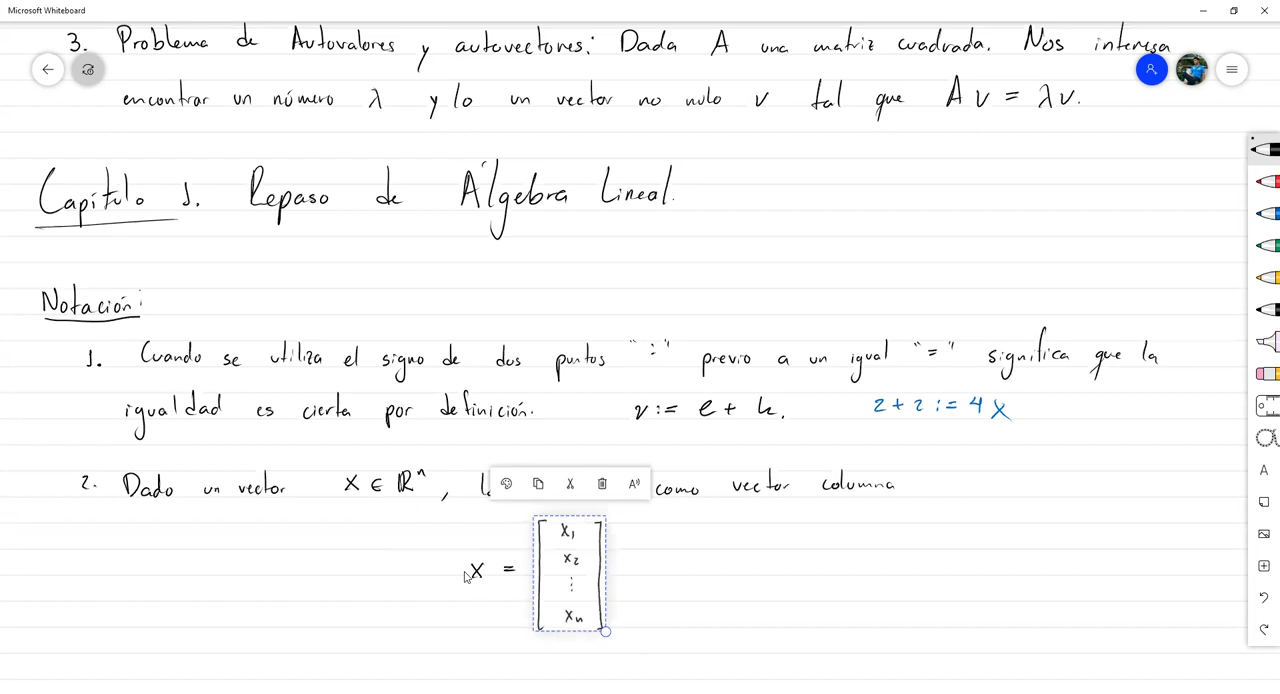 Microsoft Whiteboard
3. Problema de Autovalores y autovectores: Dada A una matriz cuadrada. Nos interesa
encontrar un número λ y/o un vector no nulo v tal que A v = λv.
Capítulo 1. Repaso de Álgebra Lineal.
Notación:
1. Cuando se utiliza el signo de dos puntos ":" previo a un igual "=" significa que la
igualdad es cierta por definición. v := e + k. 2 + 2 := 4 X
2. Dado un vector X ∈ ℝⁿ, como vector columna
X = [ x₁
x₂
⋮
xₙ ]